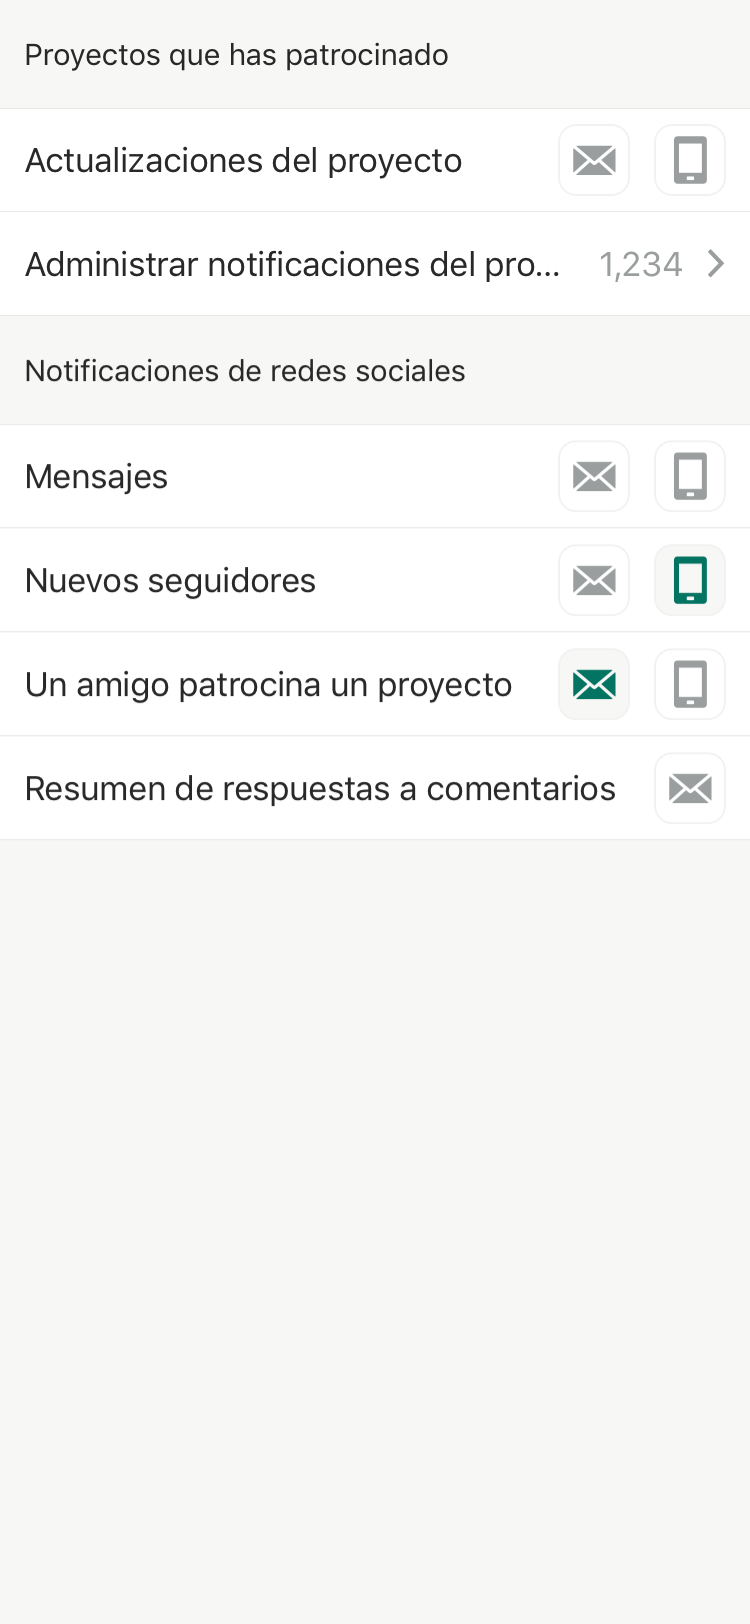 Proyectos que has patrocinado
Actualizaciones del proyecto
Administrar notificaciones del pro... 1,234
Notificaciones de redes sociales
Mensajes
Nuevos seguidores
Un amigo patrocina un proyecto
Resumen de respuestas a comentarios